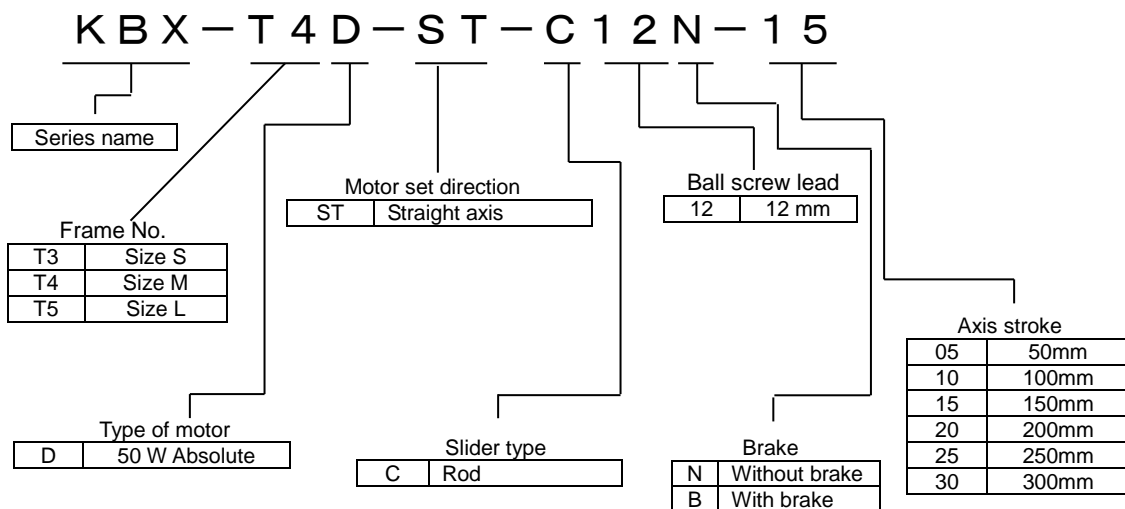 KBX－T4D－ST－C12N－15
Series name
Motor set direction
ST Straight axis
Ball screw lead
12 12 mm
Frame No.
T3 Size S
T4 Size M
T5 Size L
Axis stroke
05 50mm
10 100mm
15 150mm
20 200mm
25 250mm
30 300mm
Type of motor
D 50 W Absolute
Slider type
C Rod
Brake
N Without brake
B With brake